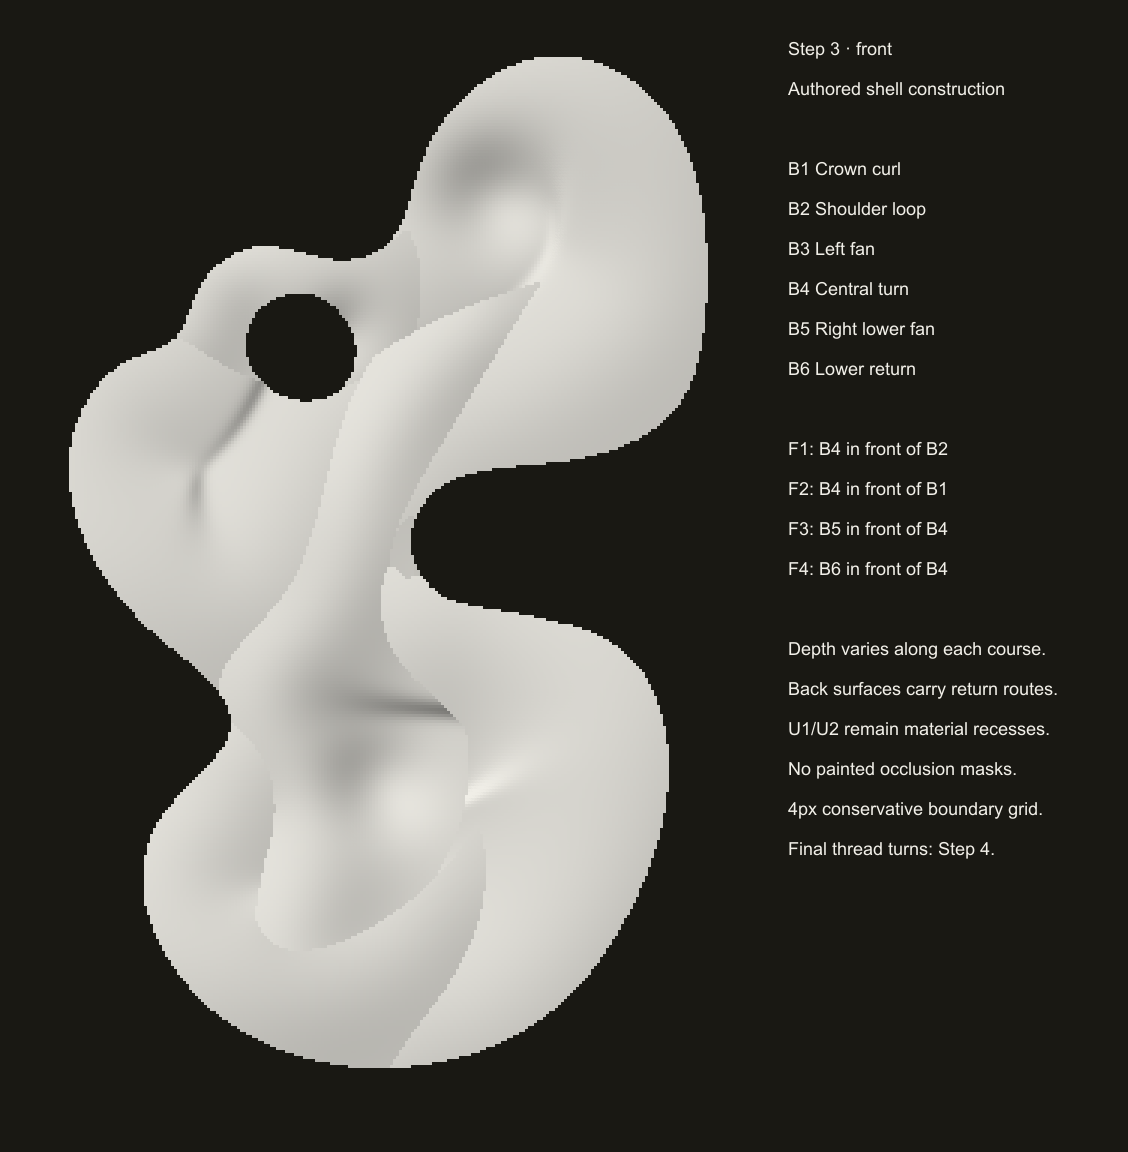 Step 3 · front
Authored shell construction
B1 Crown curl
B2 Shoulder loop
B3 Left fan
B4 Central turn
B5 Right lower fan
B6 Lower return
F1: B4 in front of B2
F2: B4 in front of B1
F3: B5 in front of B4
F4: B6 in front of B4
Depth varies along each course.
Back surfaces carry return routes.
U1/U2 remain material recesses.
No painted occlusion masks.
4px conservative boundary grid.
Final thread turns: Step 4.